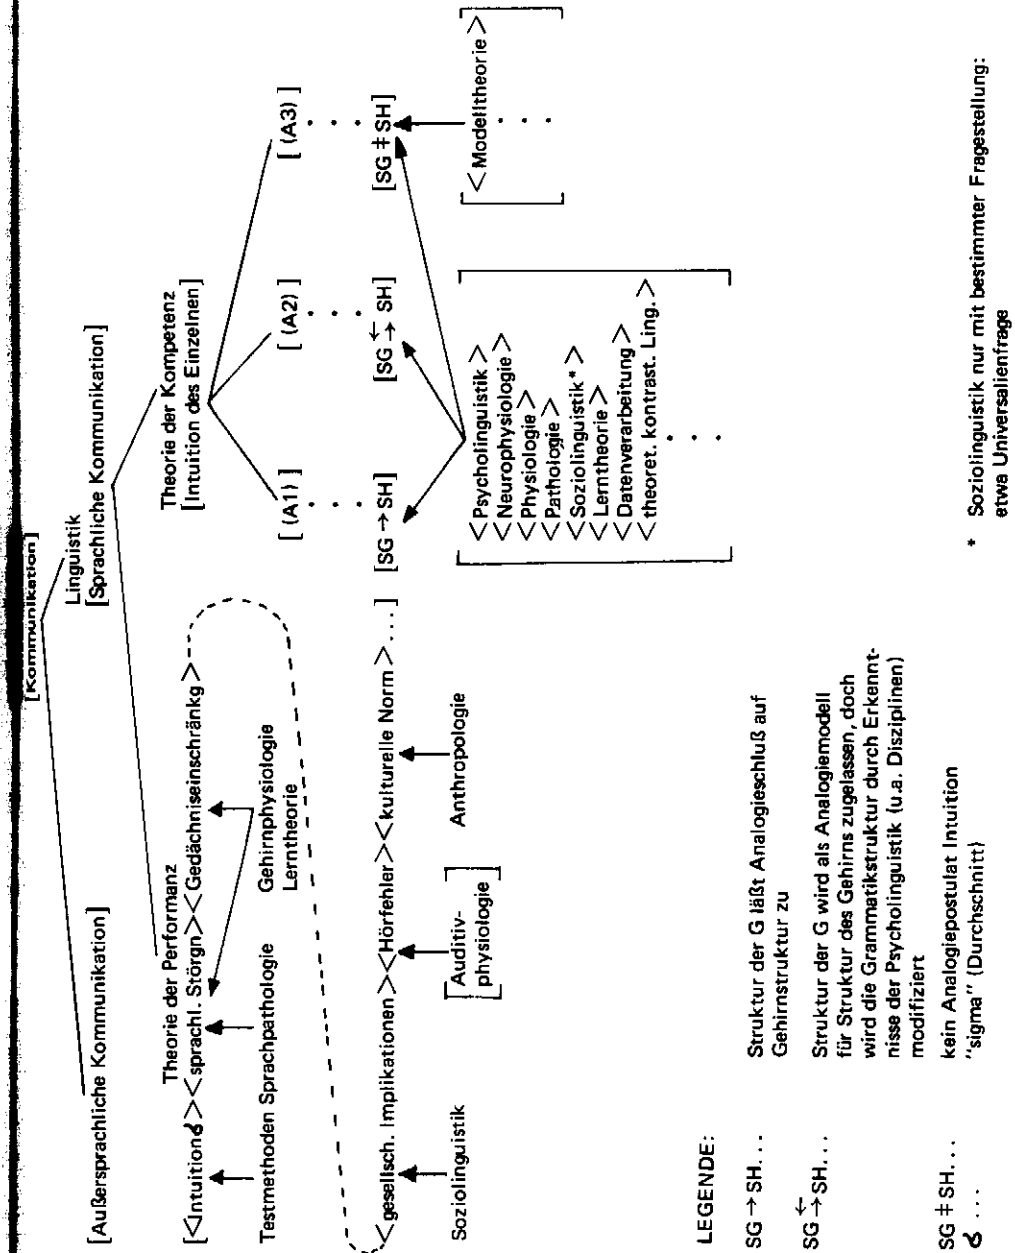 [Kommunikation]
[Außersprachliche Kommunikation]
Linguistik
[Sprachliche Kommunikation]
Theorie der Performanz
[<Intuition σ><sprachl. Störgn><Gedächniseinschränkg>
Testmethoden Sprachpathologie
Gehirnphysiologie
Lerntheorie
<gesellsch. Implikationen><Hörfehler><kulturelle Norm>....]
Soziolinguistik
[Auditiv-
physiologie]
Anthropologie
Theorie der Kompetenz
[Intuition des Einzelnen]
[(A1)]
[(A2)]
[(A3)]
[SG → SH]
[SG ⇄ SH]
[SG ǂ SH]
<Psycholinguistik>
<Neurophysiologie>
<Physiologie>
<Pathologie>
<Soziolinguistik*>
<Lerntheorie>
<Datenverarbeitung>
<theoret. kontrast. Ling.>
<Modelltheorie>
LEGENDE:
SG → SH... Struktur der G läßt Analogieschluß auf
Gehirnstruktur zu
SG ⇄ SH... Struktur der G wird als Analogiemodell
für Struktur des Gehirns zugelassen, doch
wird die Grammatikstruktur durch Erkennt-
nisse der Psycholinguistik (u.a. Disziplinen)
modifiziert
SG ǂ SH... kein Analogiepostulat Intuition
σ ... "sigma" (Durchschnitt)
* Soziolinguistik nur mit bestimmter Fragestellung:
etwa Universalienfrage